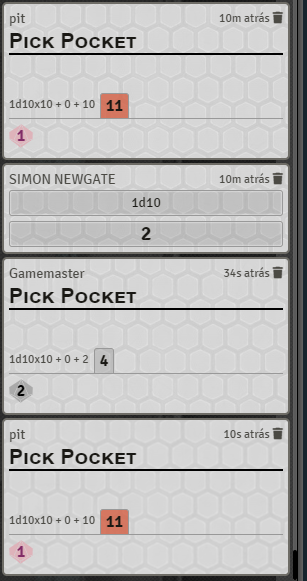 pit 10m atrás
PICK POCKET
1d10x10 + 0 + 10 11
1
SIMON NEWGATE 10m atrás
1d10
2
Gamemaster 34s atrás
PICK POCKET
1d10x10 + 0 + 2 4
2
pit 10s atrás
PICK POCKET
1d10x10 + 0 + 10 11
1